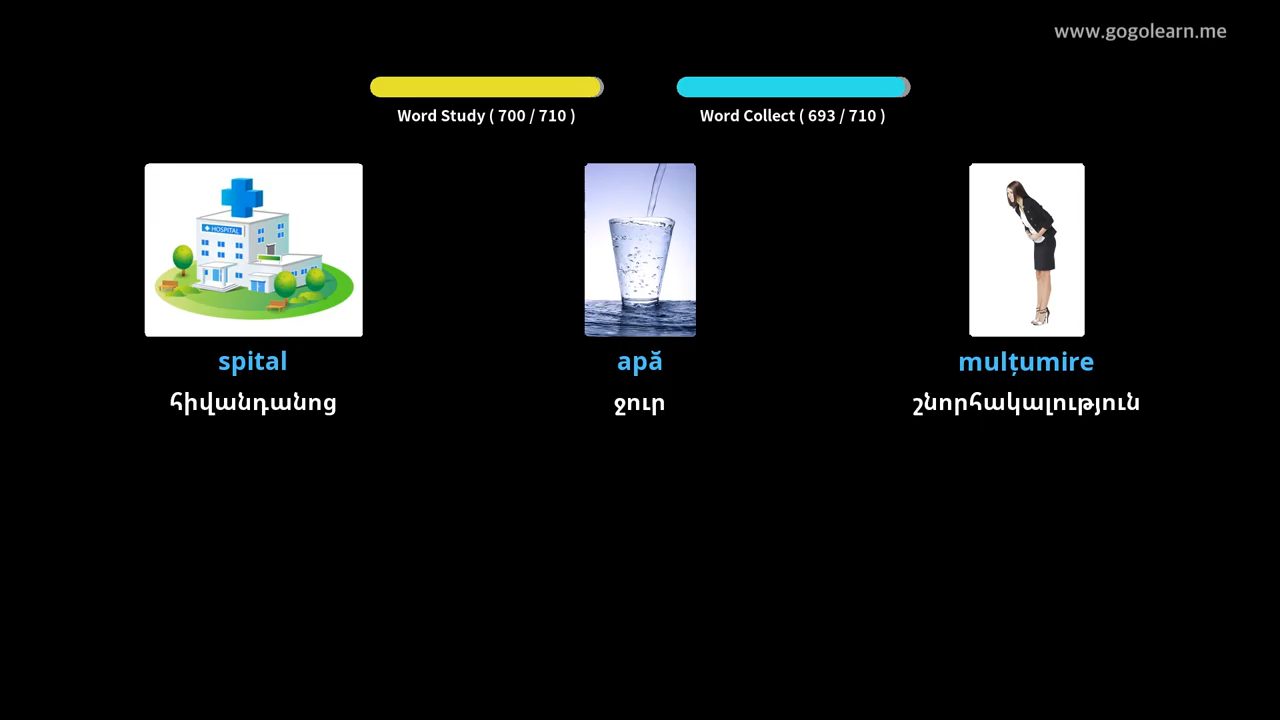 www.gogolearn.me
Word Study ( 700 / 710 )
Word Collect ( 693 / 710 )
HOSPITAL
spital
apă
mulțumire
հիվանդանոց
ջուր
շնորհակալություն